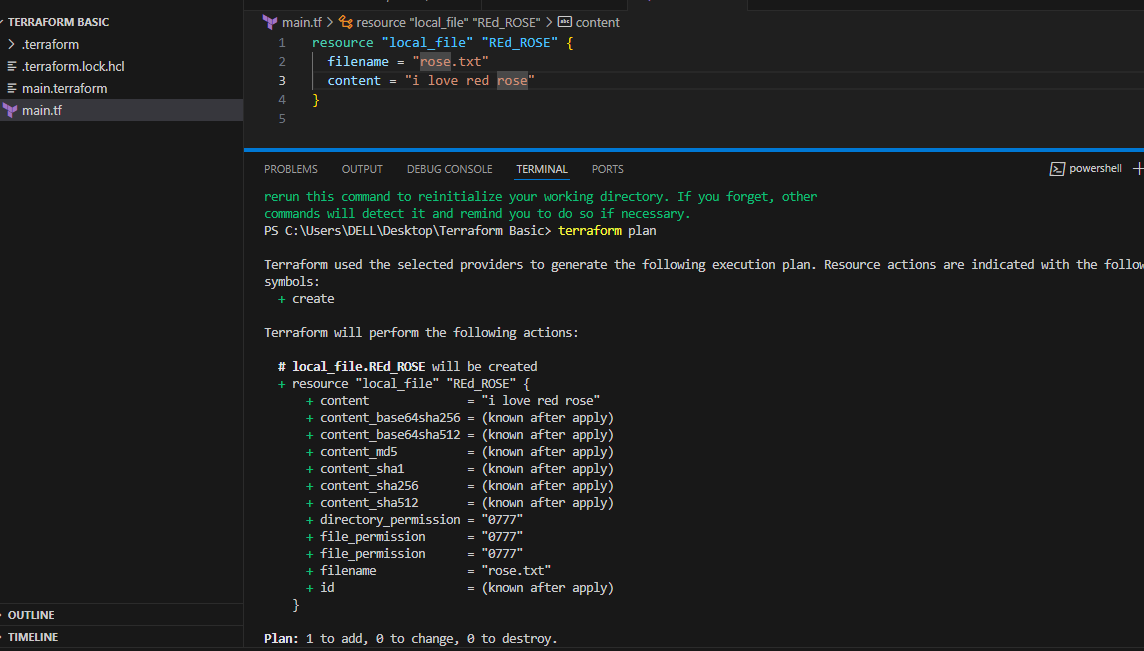 TERRAFORM BASIC
.terraform
.terraform.lock.hcl
main.terraform
main.tf
OUTLINE
TIMELINE
main.tf > resource "local_file" "REd_ROSE" > abc content
1 resource "local_file" "REd_ROSE" {
2 filename = "rose.txt"
3 content = "i love red rose"
4 }
5
PROBLEMS OUTPUT DEBUG CONSOLE TERMINAL PORTS powershell
rerun this command to reinitialize your working directory. If you forget, other
commands will detect it and remind you to do so if necessary.
PS C:\Users\DELL\Desktop\Terraform Basic> terraform plan
Terraform used the selected providers to generate the following execution plan. Resource actions are indicated with the follow
symbols:
+ create
Terraform will perform the following actions:
# local_file.REd_ROSE will be created
+ resource "local_file" "REd_ROSE" {
+ content = "i love red rose"
+ content_base64sha256 = (known after apply)
+ content_base64sha512 = (known after apply)
+ content_md5 = (known after apply)
+ content_sha1 = (known after apply)
+ content_sha256 = (known after apply)
+ content_sha512 = (known after apply)
+ directory_permission = "0777"
+ file_permission = "0777"
+ file_permission = "0777"
+ filename = "rose.txt"
+ id = (known after apply)
}
Plan: 1 to add, 0 to change, 0 to destroy.